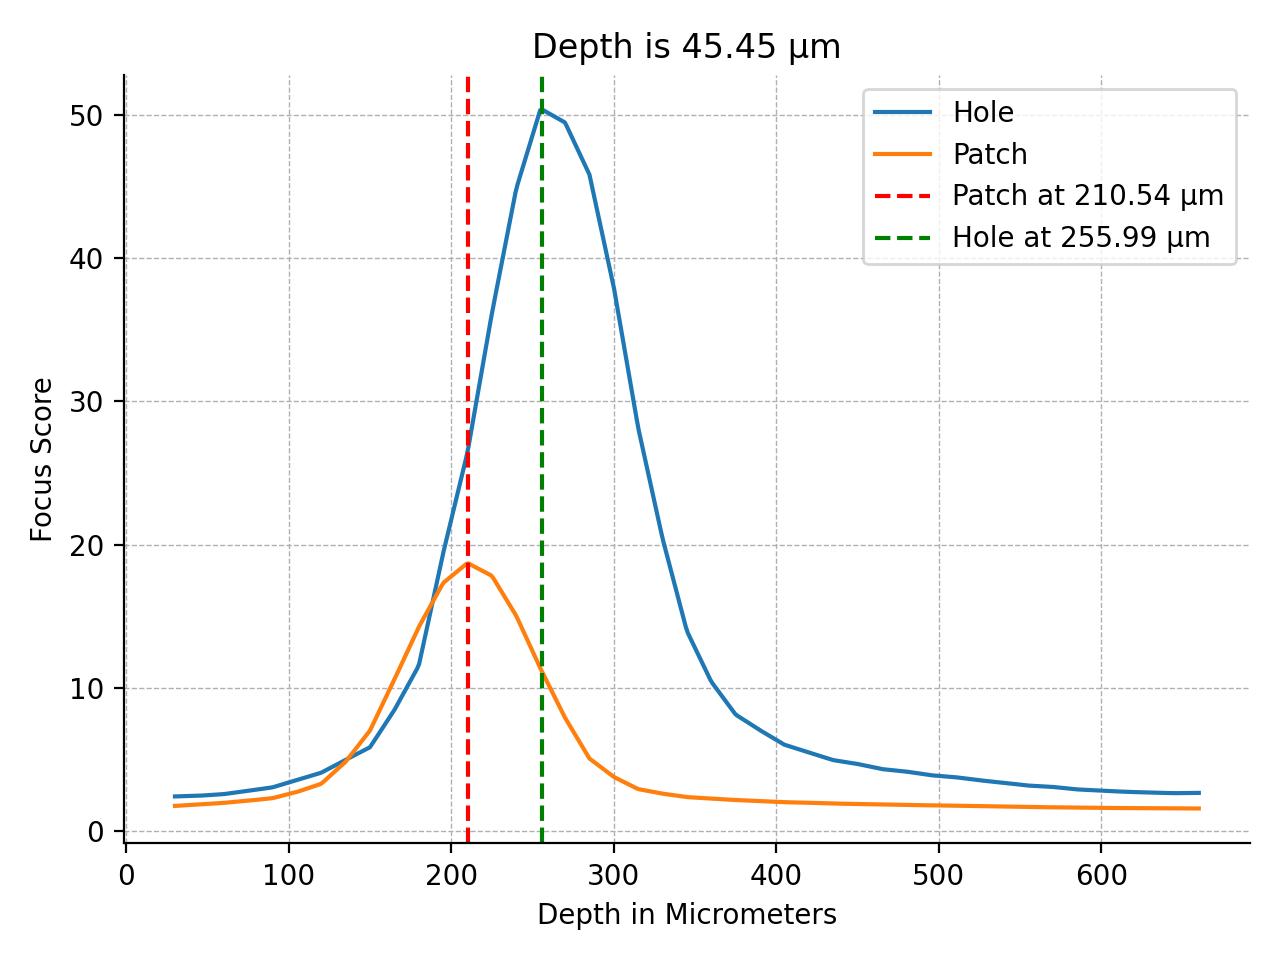 Depth is 45.45 µm
Hole
Patch
Patch at 210.54 µm
Hole at 255.99 µm
Focus Score
50
40
30
20
10
0
0 100 200 300 400 500 600
Depth in Micrometers